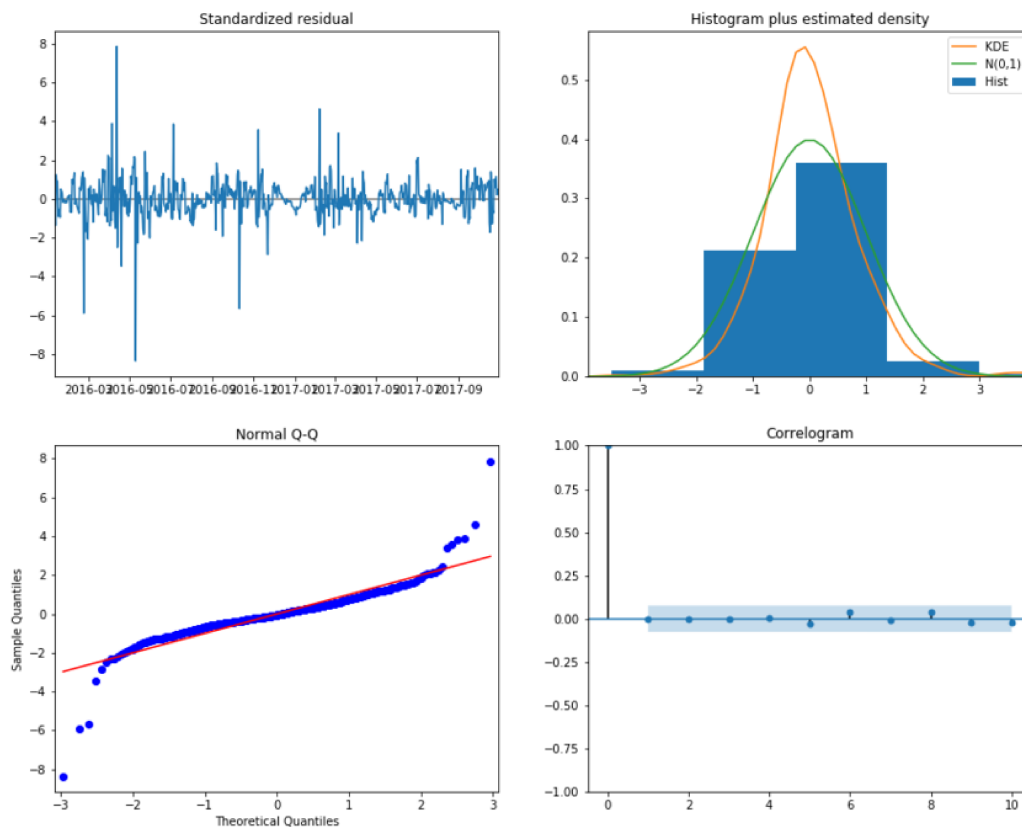 Standardized residual
8
6
4
2
0
−2
−4
−6
−8
2016-03 2016-05 2016-07 2016-09 2016-11 2017-01 2017-03 2017-05 2017-07 2017-09
Histogram plus estimated density
KDE
N(0,1)
Hist
0.5
0.4
0.3
0.2
0.1
0.0
−3 −2 −1 0 1 2 3
Normal Q-Q
Sample Quantiles
8
6
4
2
0
−2
−4
−6
−8
−3 −2 −1 0 1 2 3
Theoretical Quantiles
Correlogram
1.00
0.75
0.50
0.25
0.00
−0.25
−0.50
−0.75
−1.00
0 2 4 6 8 10